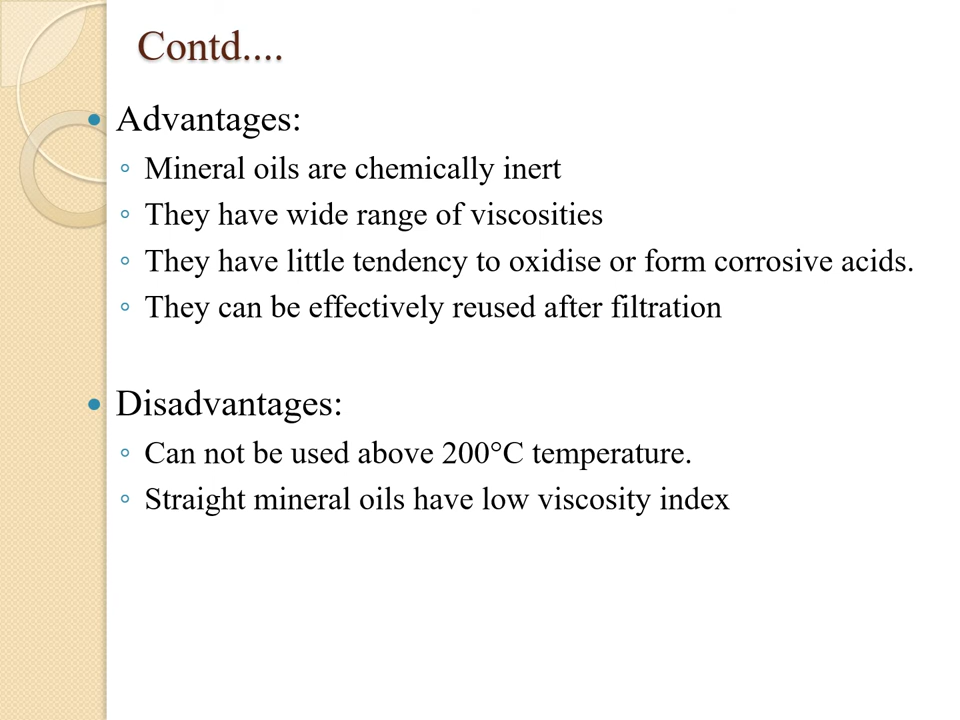 Contd....
• Advantages:
◦ Mineral oils are chemically inert
◦ They have wide range of viscosities
◦ They have little tendency to oxidise or form corrosive acids.
◦ They can be effectively reused after filtration
• Disadvantages:
◦ Can not be used above 200°C temperature.
◦ Straight mineral oils have low viscosity index